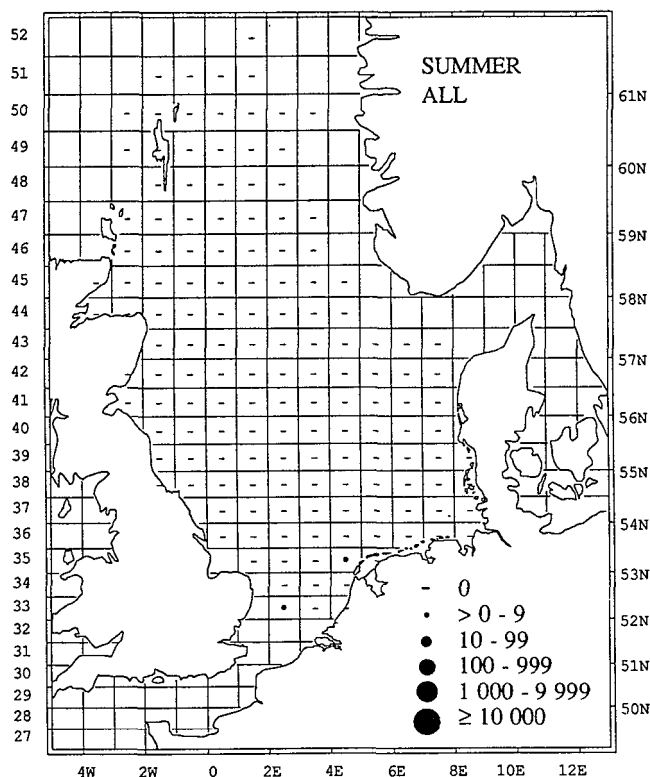 SUMMER
ALL
52
51
50
49
48
47
46
45
44
43
42
41
40
39
38
37
36
35
34
33
32
31
30
29
28
27
61N
60N
59N
58N
57N
56N
55N
54N
53N
52N
51N
50N
- 0
> 0 - 9
10 - 99
100 - 999
1 000 - 9 999
≥ 10 000
4W 2W 0 2E 4E 6E 8E 10E 12E